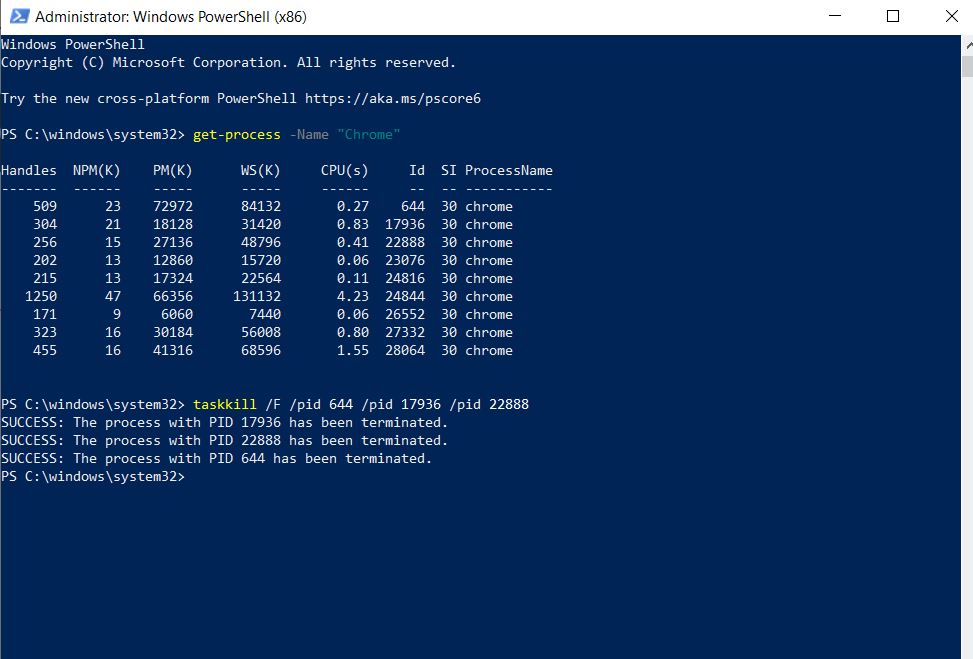 Administrator: Windows PowerShell (x86)
Windows PowerShell
Copyright (C) Microsoft Corporation. All rights reserved.
Try the new cross-platform PowerShell https://aka.ms/pscore6
PS C:\windows\system32> get-process -Name "Chrome"
Handles  NPM(K)    PM(K)      WS(K)     CPU(s)     Id  SI ProcessName
-------  ------    -----      -----     ------     --  -- -----------
    509      23    72972      84132       0.27    644  30 chrome
    304      21    18128      31420       0.83  17936  30 chrome
    256      15    27136      48796       0.41  22888  30 chrome
    202      13    12860      15720       0.06  23076  30 chrome
    215      13    17324      22564       0.11  24816  30 chrome
   1250      47    66356     131132       4.23  24844  30 chrome
    171       9     6060       7440       0.06  26552  30 chrome
    323      16    30184      56008       0.80  27332  30 chrome
    455      16    41316      68596       1.55  28064  30 chrome
PS C:\windows\system32> taskkill /F /pid 644 /pid 17936 /pid 22888
SUCCESS: The process with PID 17936 has been terminated.
SUCCESS: The process with PID 22888 has been terminated.
SUCCESS: The process with PID 644 has been terminated.
PS C:\windows\system32>